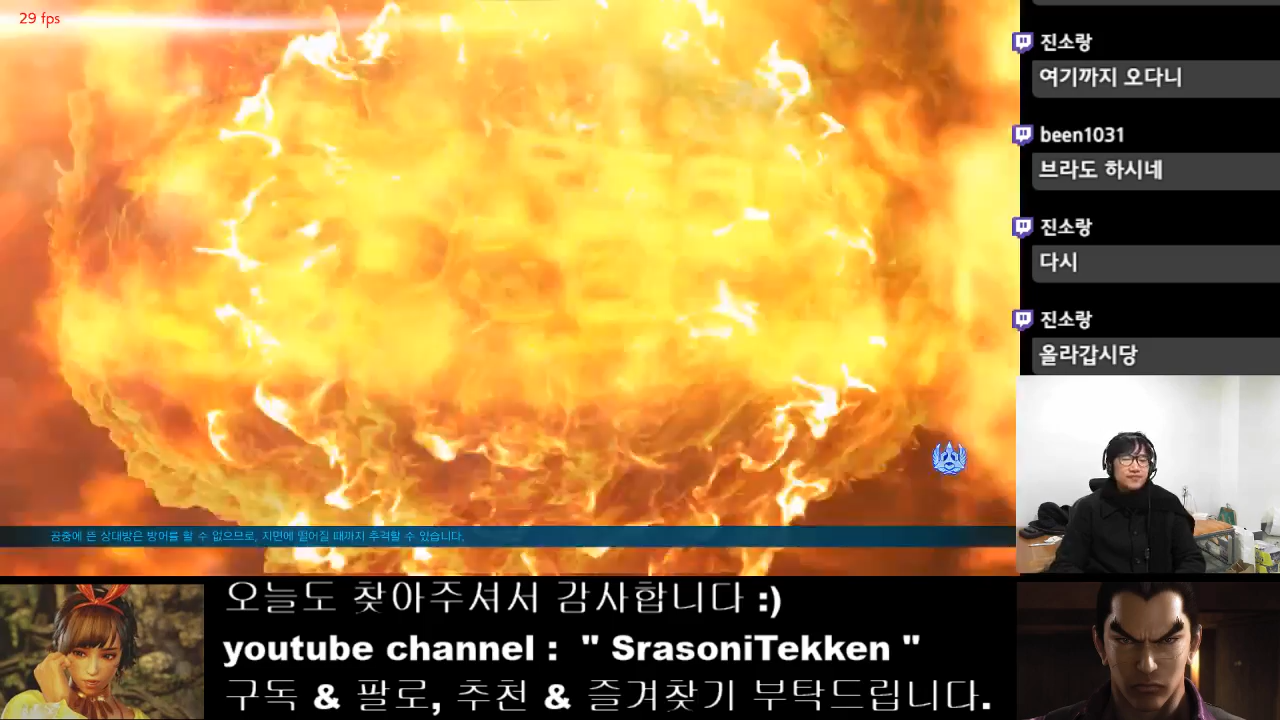 29 fps
진소랑
여기까지 오다니
been1031
브라도 하시네
진소랑
다시
진소랑
올라갑시당
공중에 뜬 상대방은 방어를 할 수 없으므로, 지면에 떨어질 때까지 추격할 수 있습니다.
오늘도 찾아주셔서 감사합니다 :)
youtube channel : " SrasoniTekken "
구독 & 팔로, 추천 & 즐겨찾기 부탁드립니다.